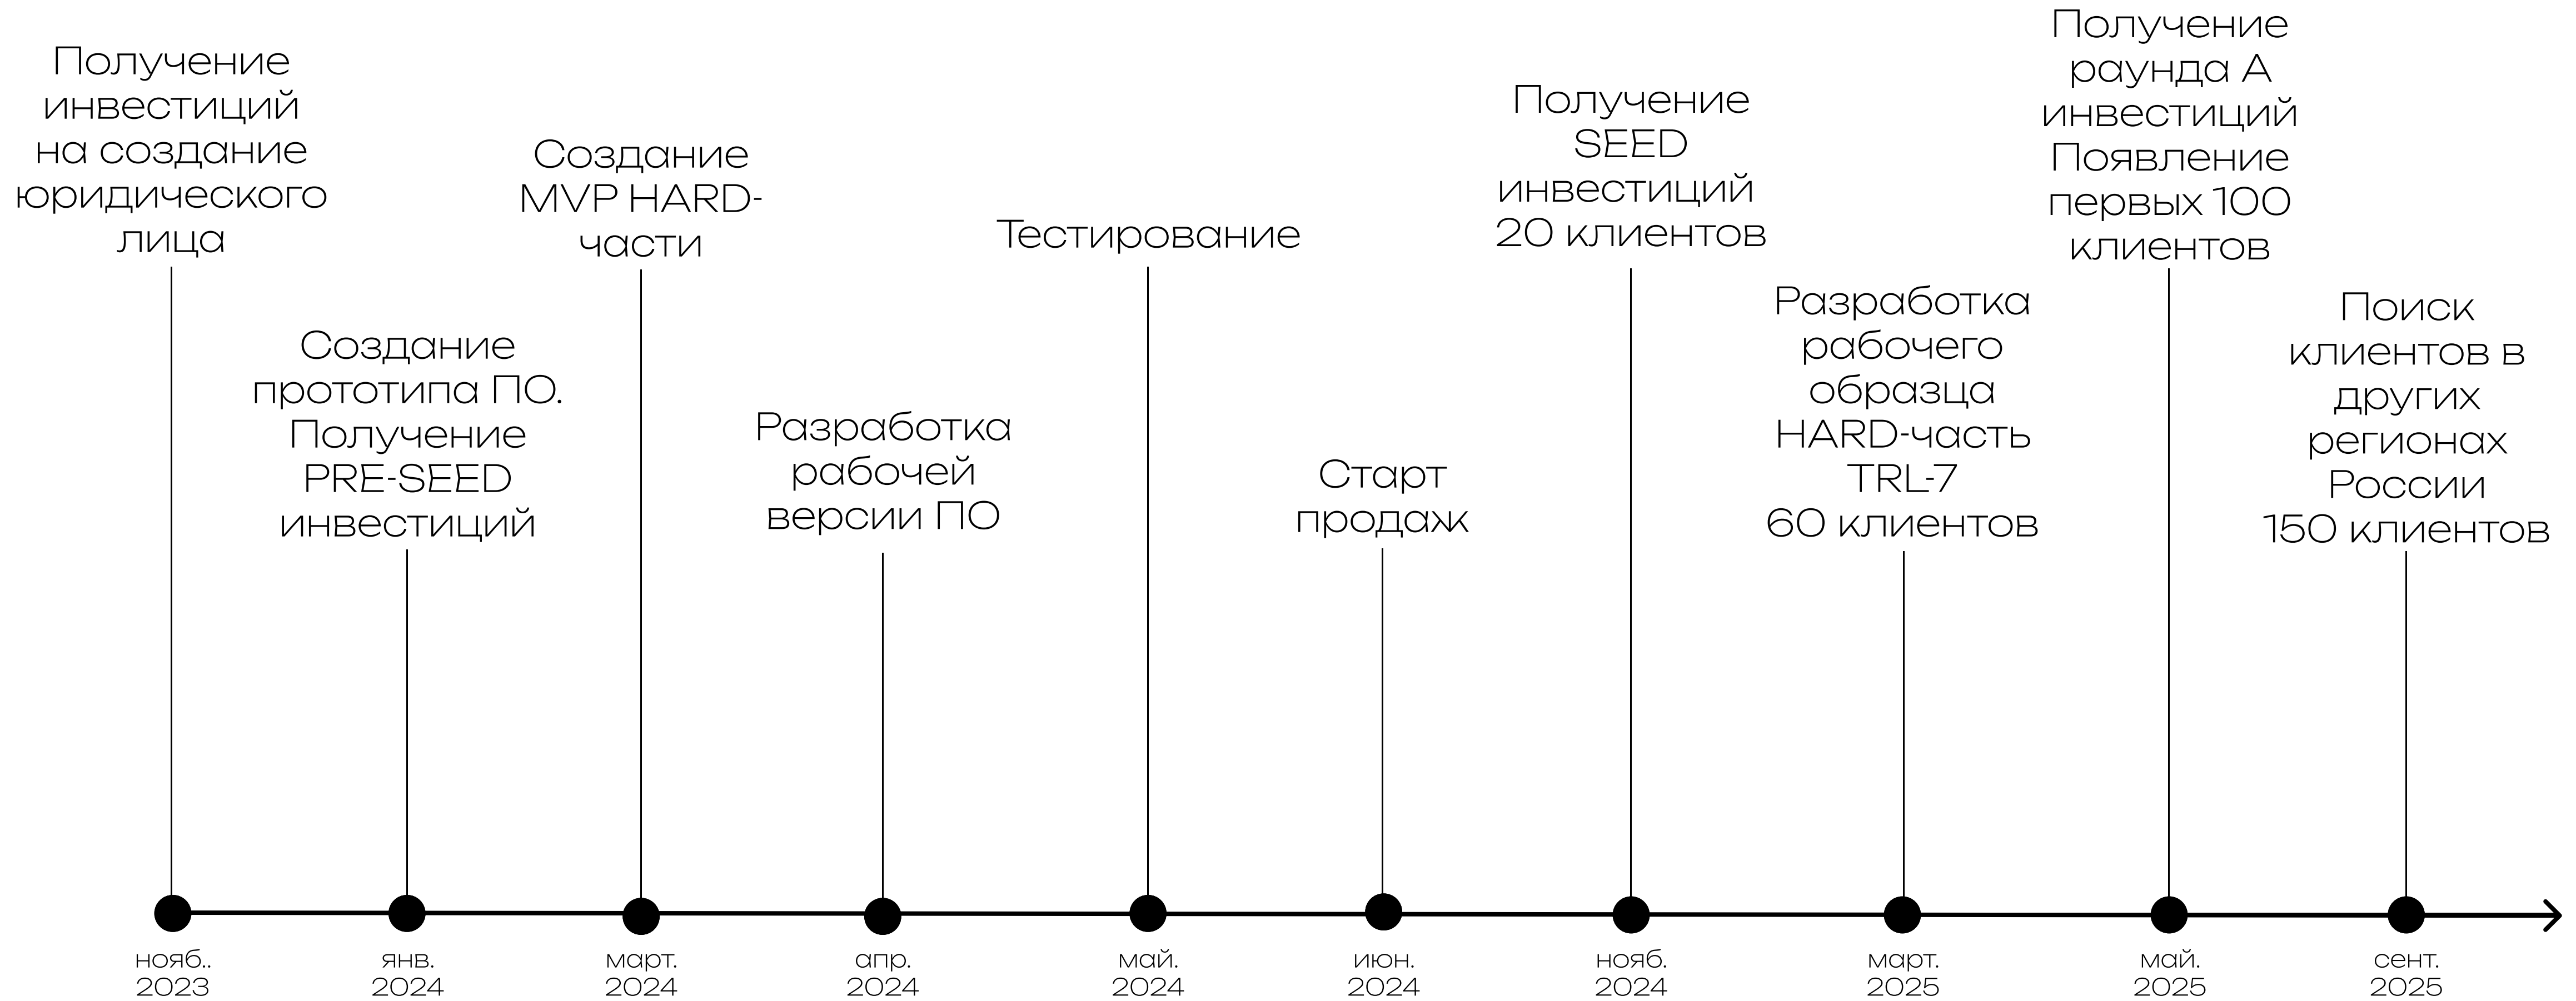 Получение
инвестиций
на создание
юридического
лица
Создание
прототипа ПО.
Получение
PRE-SEED
инвестиций
Создание
MVP HARD-
части
Разработка
рабочей
версии ПО
Тестирование
Старт
продаж
Получение
SEED
инвестиций
20 клиентов
Разработка
рабочего
образца
HARD-часть
TRL-7
60 клиентов
Получение
раунда А
инвестиций
Появление
первых 100
клиентов
Поиск
клиентов в
других
регионах
России
150 клиентов
нояб..
2023
янв.
2024
март.
2024
апр.
2024
май.
2024
июн.
2024
нояб.
2024
март.
2025
май.
2025
сент.
2025